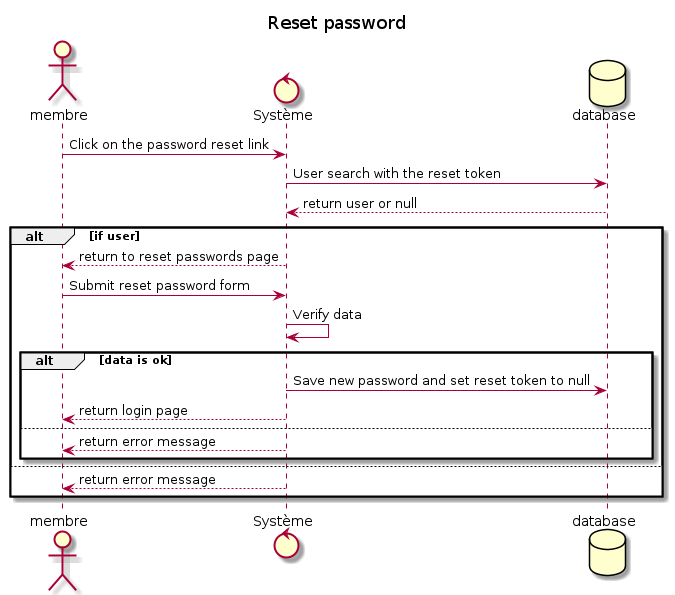 Reset password
membre
Système
database
Click on the password reset link
User search with the reset token
return user or null
alt [if user]
return to reset passwords page
Submit reset password form
Verify data
alt [data is ok]
Save new password and set reset token to null
return login page
return error message
return error message
membre
Système
database